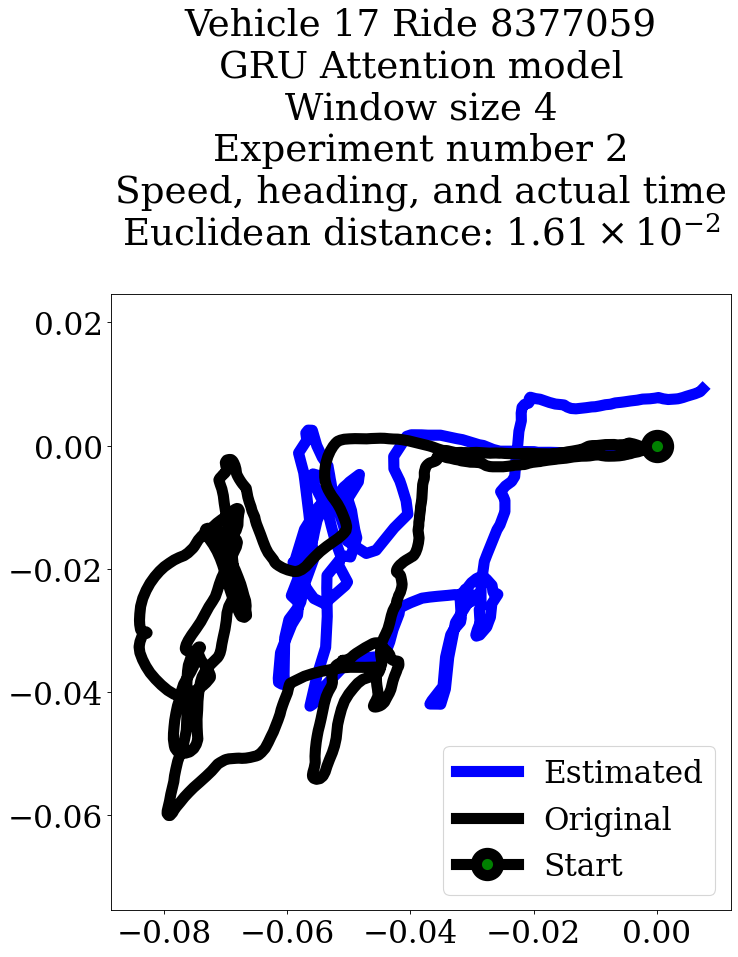 Vehicle 17 Ride 8377059
GRU Attention model
Window size 4
Experiment number 2
Speed, heading, and actual time
Euclidean distance: 1.61 × 10⁻²
0.02
0.00
−0.02
−0.04
−0.06
Estimated
Original
Start
−0.08
−0.06
−0.04
−0.02
0.00